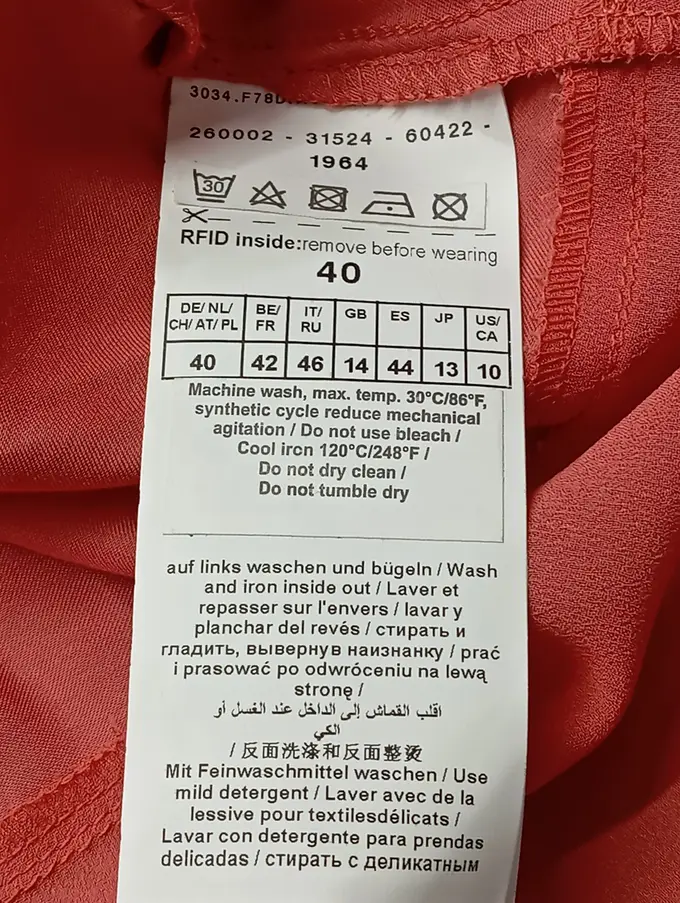 3034.F78D
260002 - 31524 - 60422 -
1964
30
RFID inside:remove before wearing
40
DE/NL/ CH/AT/PL BE/ FR IT/ RU GB ES JP US/ CA
40 42 46 14 44 13 10
Machine wash, max. temp. 30°C/86°F,
synthetic cycle reduce mechanical
agitation / Do not use bleach /
Cool iron 120°C/248°F /
Do not dry clean /
Do not tumble dry
auf links waschen und bügeln / Wash
and iron inside out / Laver et
repasser sur l'envers / lavar y
planchar del revés / стирать и
гладить, вывернув наизнанку / prać
i prasować po odwróceniu na lewą
stronę /
اقلب القماش إلى الداخل عند الغسل أو
الكي
/ 反面洗涤和反面整烫
Mit Feinwaschmittel waschen / Use
mild detergent / Laver avec de la
lessive pour textilesdélicats /
Lavar con detergente para prendas
delicadas / стирать с деликатным